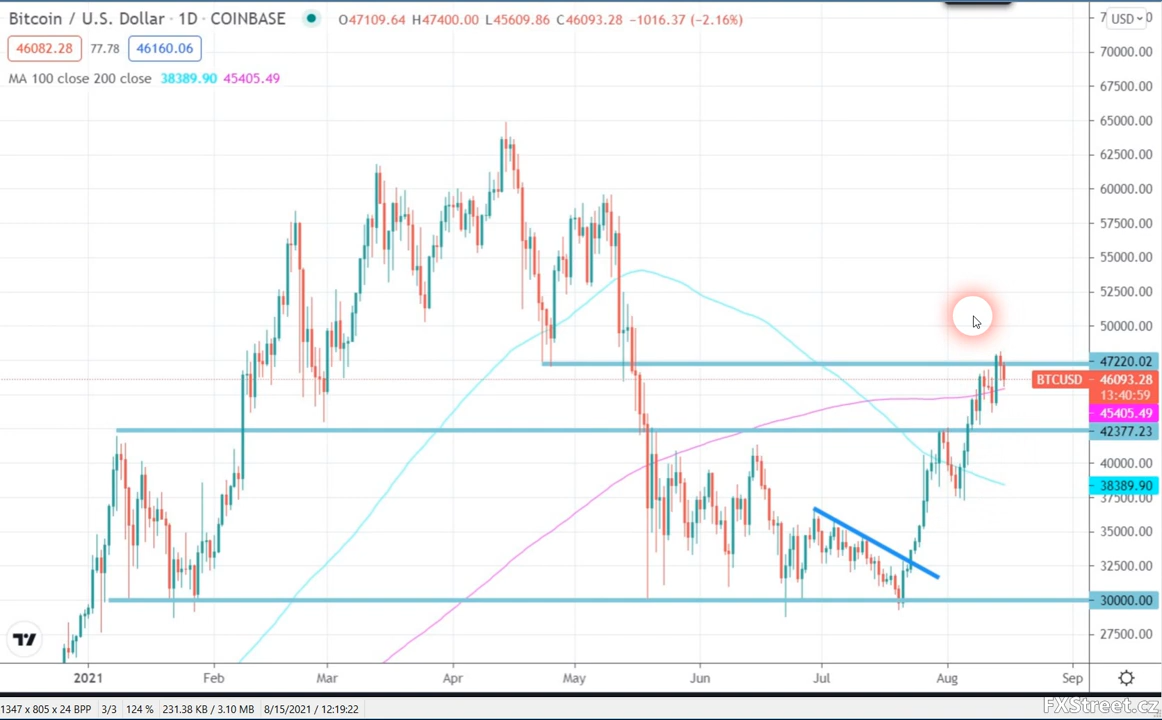 Bitcoin / U.S. Dollar · 1D · COINBASE O47109.64 H47400.00 L45609.86 C46093.28 −1016.37 (−2.16%)
46082.28 77.78 46160.06
MA 100 close 200 close 38389.90 45405.49
USD
70000.00
67500.00
65000.00
62500.00
60000.00
57500.00
55000.00
52500.00
50000.00
47220.02
BTCUSD 46093.28
13:40:59
45405.49
42377.23
40000.00
38389.90
37500.00
35000.00
32500.00
30000.00
27500.00
2021 Feb Mar Apr May Jun Jul Aug Sep
1347 x 805 x 24 BPP 3/3 124 % 231.38 KB / 3.10 MB 8/15/2021 / 12:19:22
FXStreet.cz